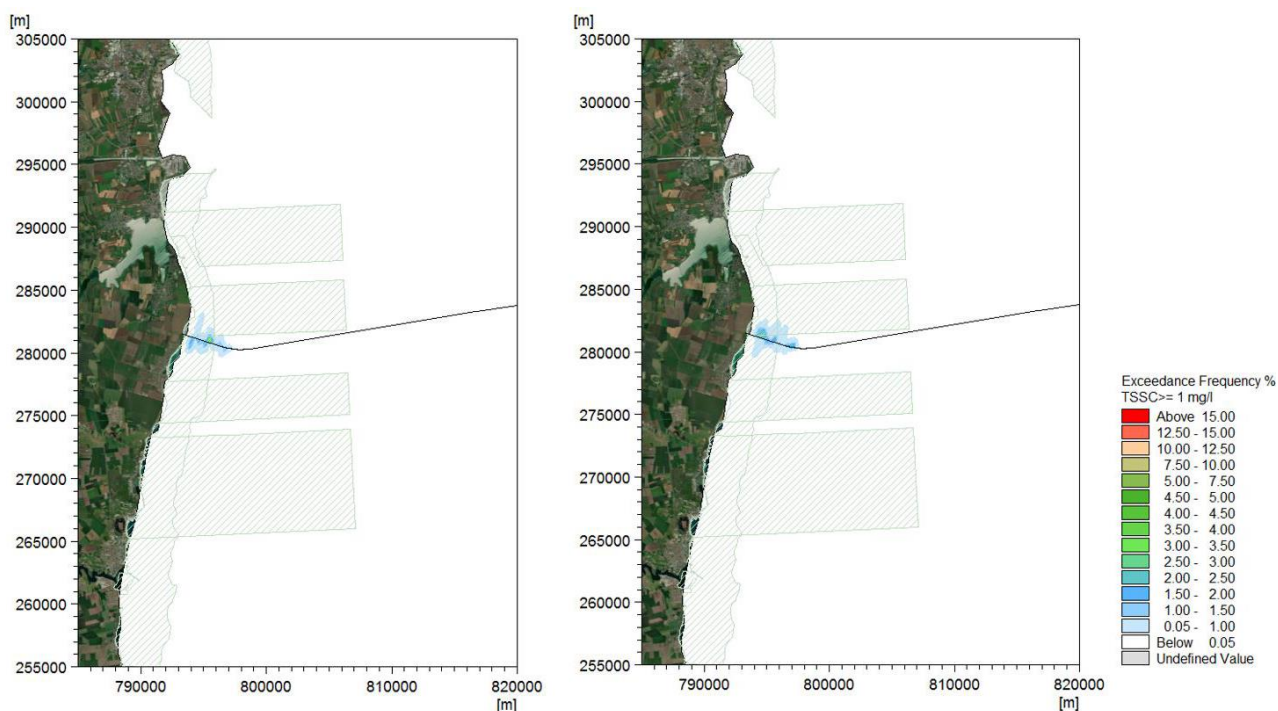 [m]
305000
300000
295000
290000
285000
280000
275000
270000
265000
260000
255000
790000 800000 810000 820000
[m]
[m]
305000
300000
295000
290000
285000
280000
275000
270000
265000
260000
255000
790000 800000 810000 820000
[m]
Exceedance Frequency %
TSSC>= 1 mg/l
Above 15.00
12.50 - 15.00
10.00 - 12.50
7.50 - 10.00
5.00 - 7.50
4.50 - 5.00
4.00 - 4.50
3.50 - 4.00
3.00 - 3.50
2.50 - 3.00
2.00 - 2.50
1.50 - 2.00
1.00 - 1.50
0.05 - 1.00
Below 0.05
Undefined Value